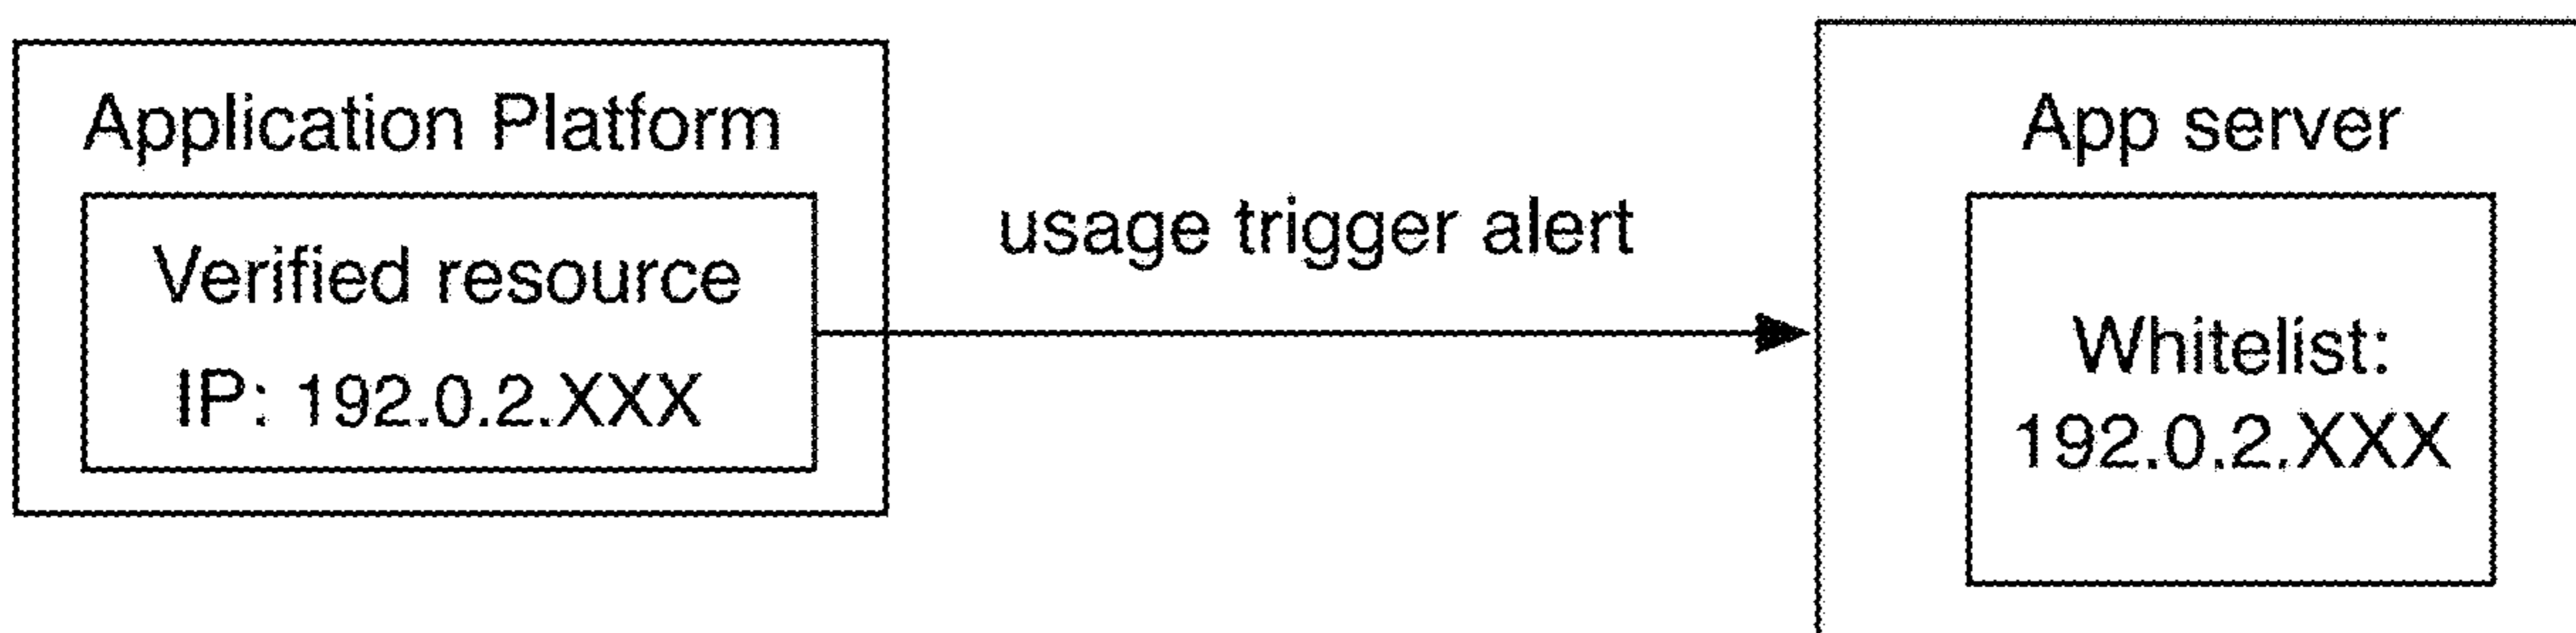 Application Platform
Verified resource
IP: 192.0.2.XXX
usage trigger alert
App server
Whitelist:
192.0.2.XXX